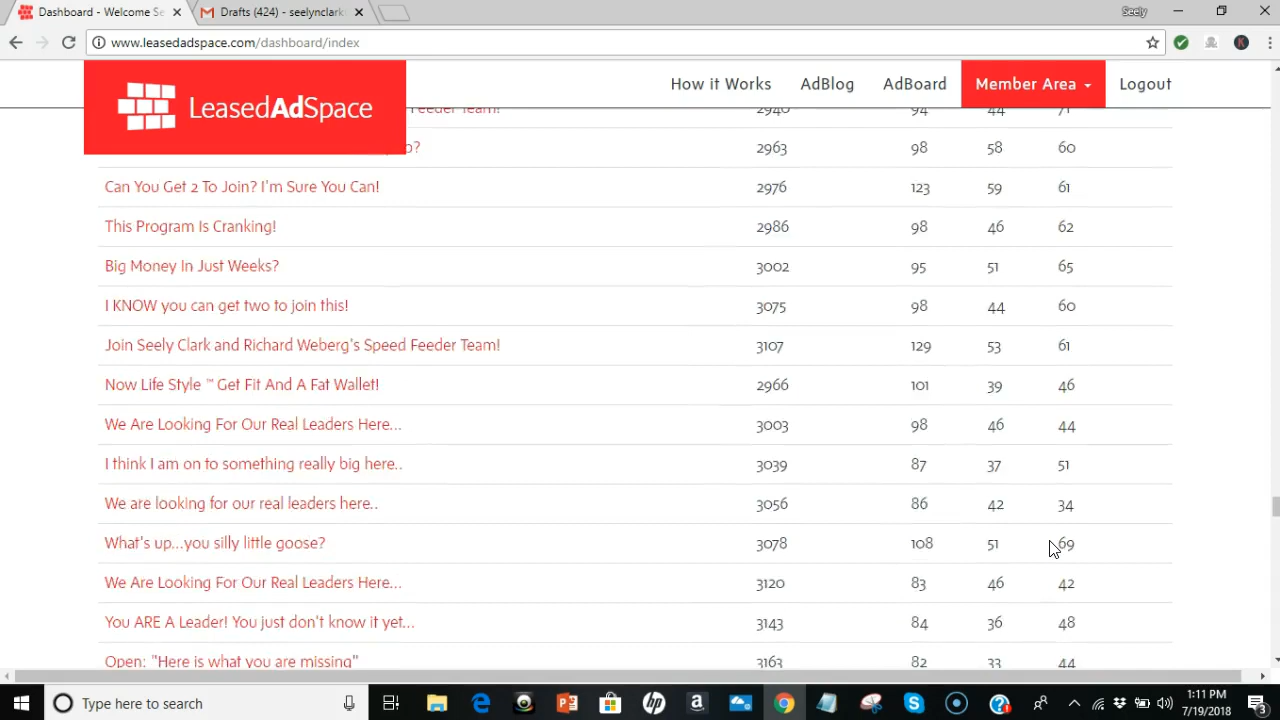 Dashboard - Welcome Se
Drafts (424) - seelynclark
Seely
www.leasedadspace.com/dashboard/index
How it Works AdBlog AdBoard Member Area Logout
LeasedAdSpace
Feeder Team! 2940 94 44 71
2963 98 58 60
Can You Get 2 To Join? I'm Sure You Can! 2976 123 59 61
This Program Is Cranking! 2986 98 46 62
Big Money In Just Weeks? 3002 95 51 65
I KNOW you can get two to join this! 3075 98 44 60
Join Seely Clark and Richard Weberg's Speed Feeder Team! 3107 129 53 61
Now Life Style ™ Get Fit And A Fat Wallet! 2966 101 39 46
We Are Looking For Our Real Leaders Here... 3003 98 46 44
I think I am on to something really big here.. 3039 87 37 51
We are looking for our real leaders here.. 3056 86 42 34
What's up...you silly little goose? 3078 108 51 69
We Are Looking For Our Real Leaders Here... 3120 83 46 42
You ARE A Leader! You just don't know it yet... 3143 84 36 48
Open: "Here is what you are missing" 3163 82 33 44
Type here to search
1:11 PM
7/19/2018